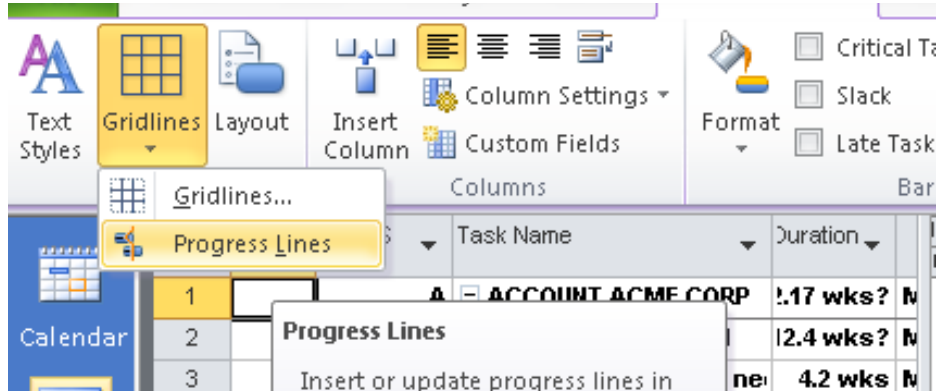 Text Styles
Gridlines
Layout
Insert Column
Column Settings
Custom Fields
Format
Critical
Slack
Late Task
Columns
Gridlines...
Progress Lines
Task Name
Duration
1
A
ACCOUNT ACME CORP
2.17 wks?
M
Calendar
2
12.4 wks?
M
Progress Lines
3
Insert or update progress lines in
4.2 wks
M